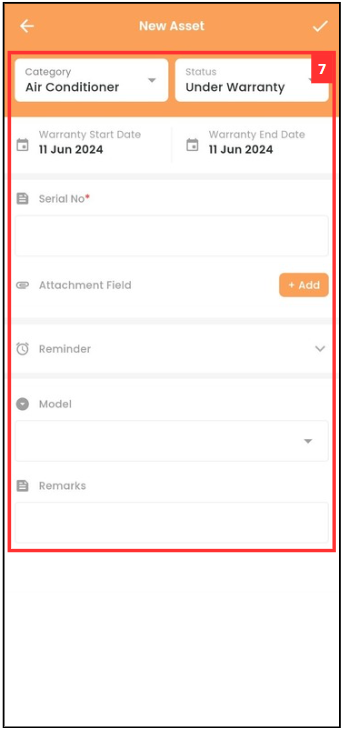 New Asset
7
Category
Air Conditioner
Status
Under Warranty
Warranty Start Date
11 Jun 2024
Warranty End Date
11 Jun 2024
Serial No*
Attachment Field
+ Add
Reminder
Model
Remarks